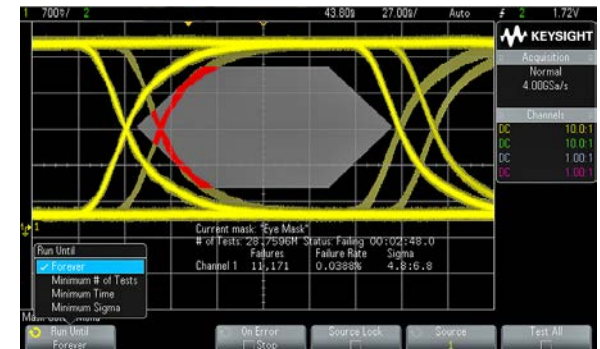 1 700▽/ 2 43.80s 27.00s/ Auto 2 1.72V
KEYSIGHT
Acquisition
Normal
4.00GSa/s
Channels
DC 10.0:1
DC 10.0:1
DC 1.00:1
DC 1.00:1
Current mask: "Eye Mask"
# of Tests: 28.7596M Status: Failing 00:02:48.0
Failures Failure Rate Sigma
Channel 1 11,171 0.0388% 4.8:6.8
Run Until
✓ Forever
Minimum # of Tests
Minimum Time
Minimum Sigma
Run Until
Forever
On Error
Stop
Source Lock
Source
1
Test All